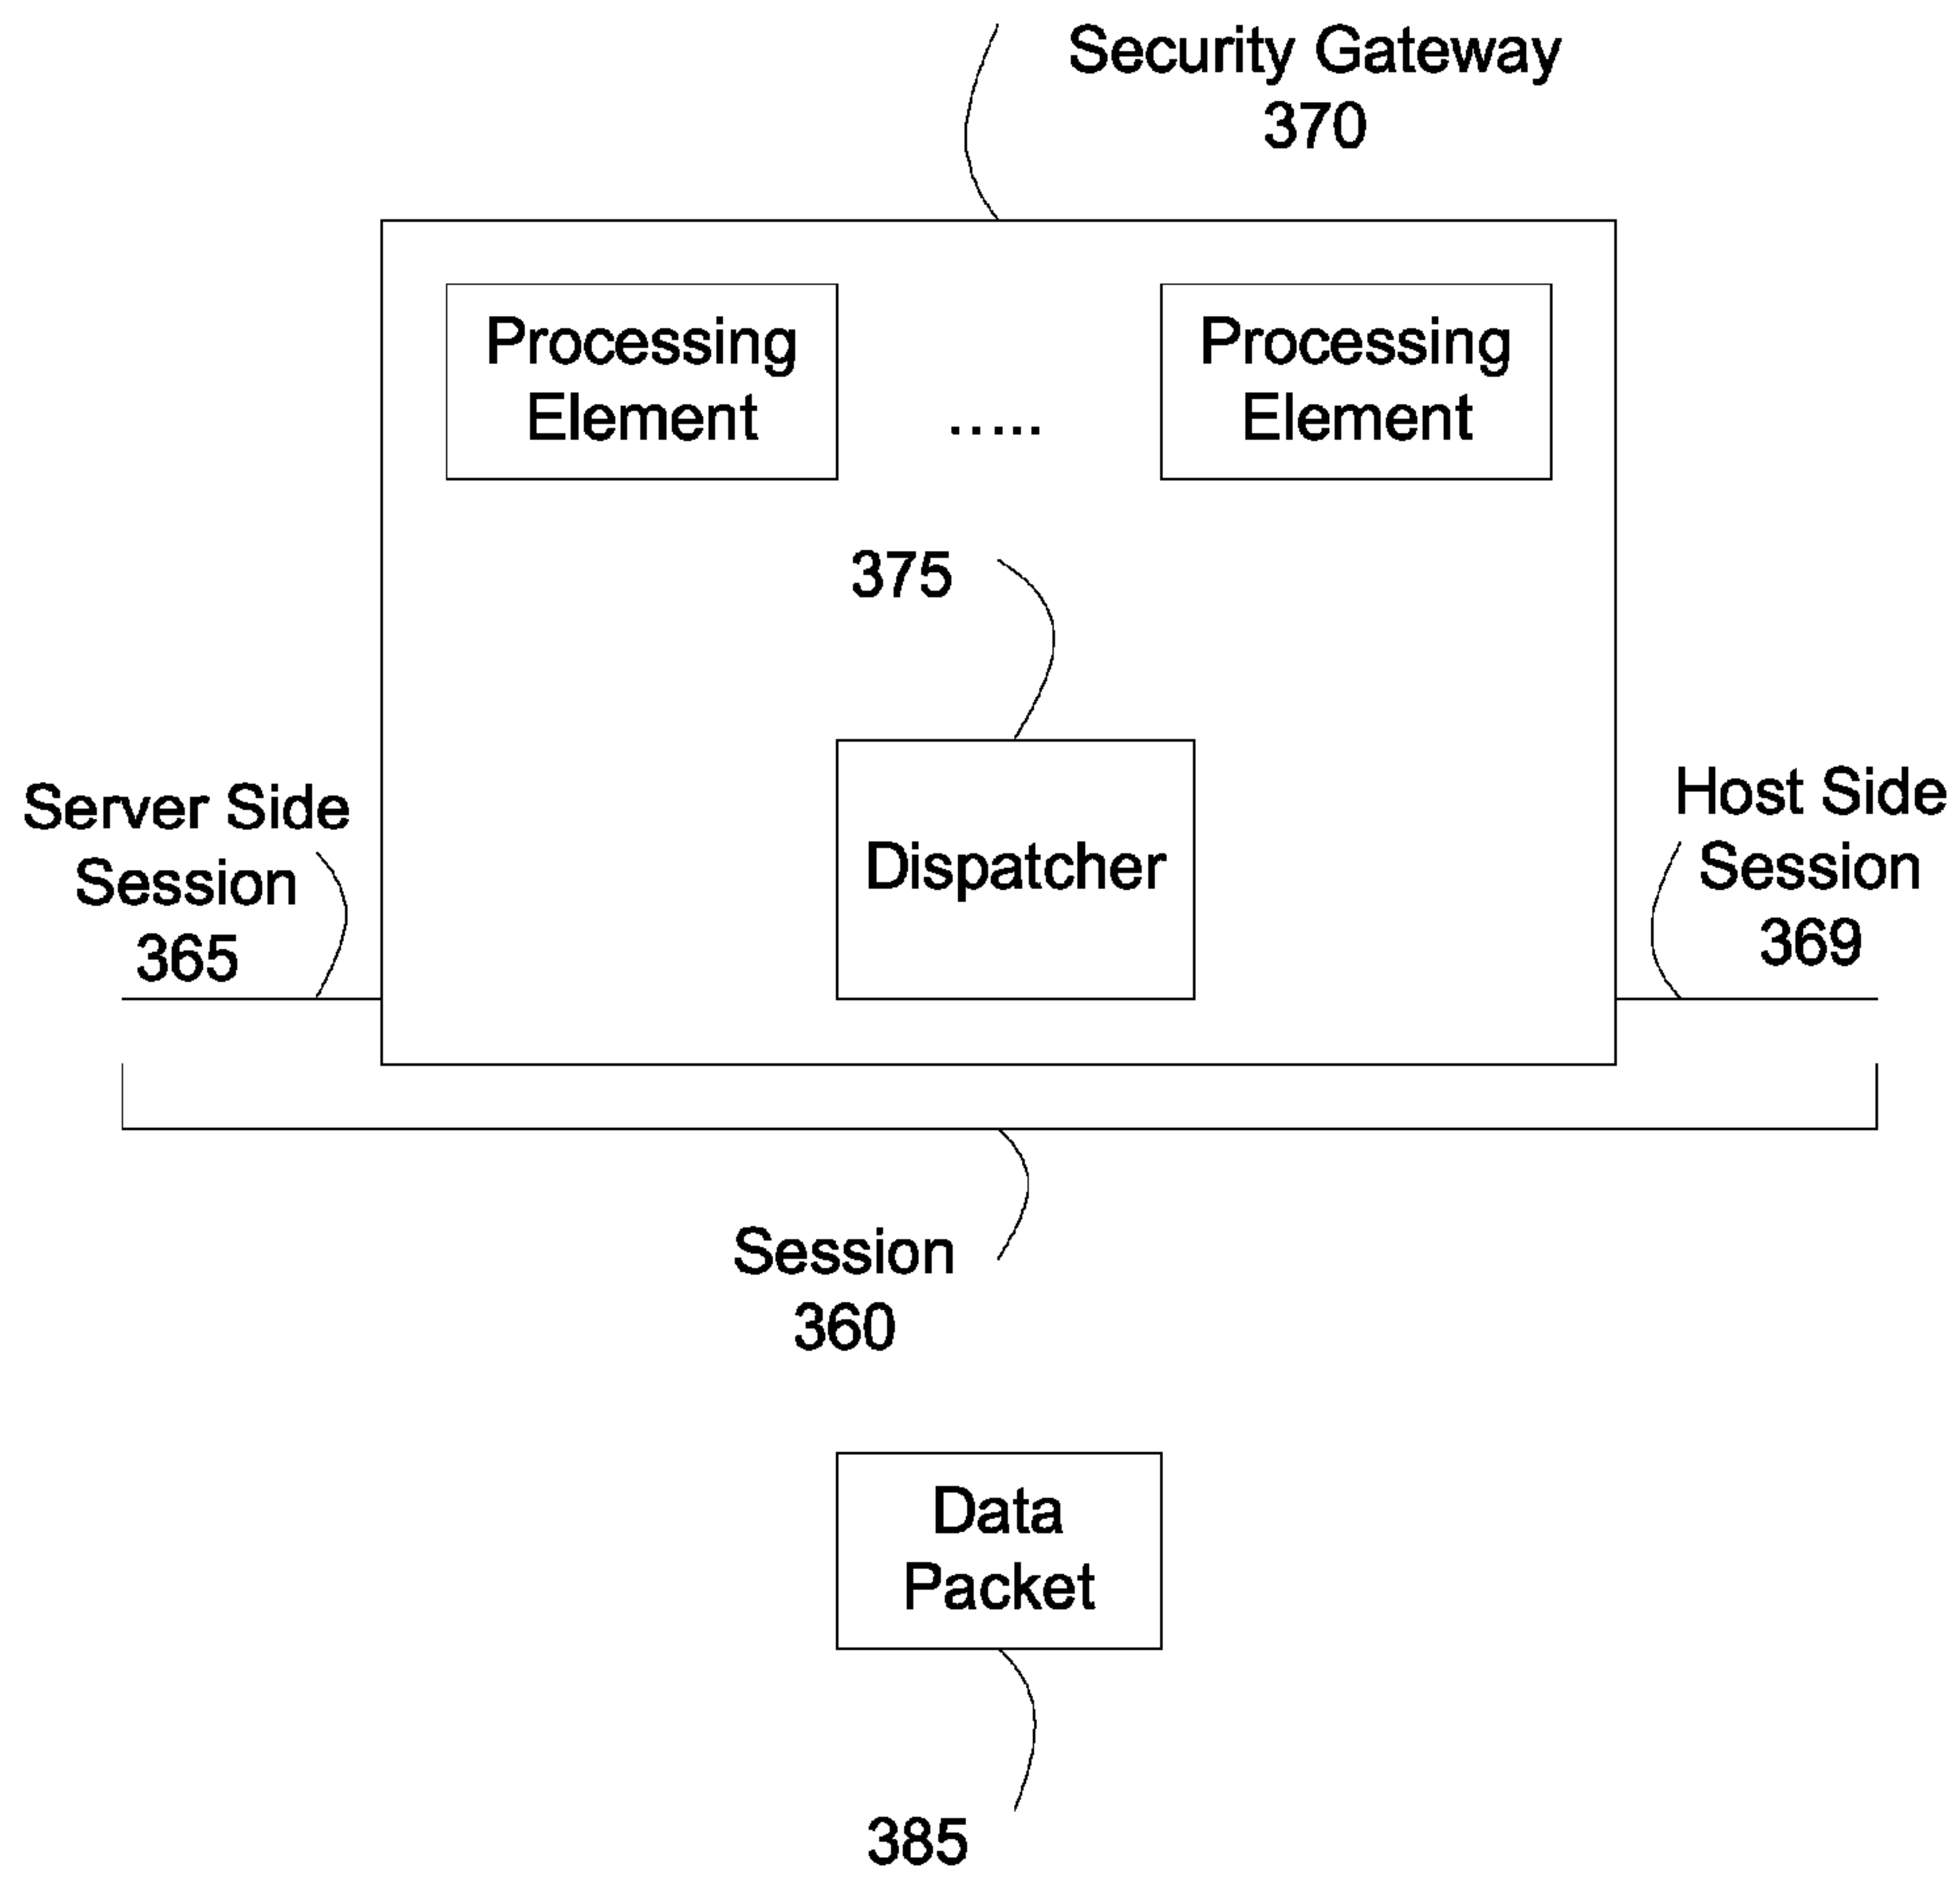 Security Gateway
370
Processing
Element
.....
Processing
Element
375
Dispatcher
Server Side
Session
365
Host Side
Session
369
Session
360
Data
Packet
385